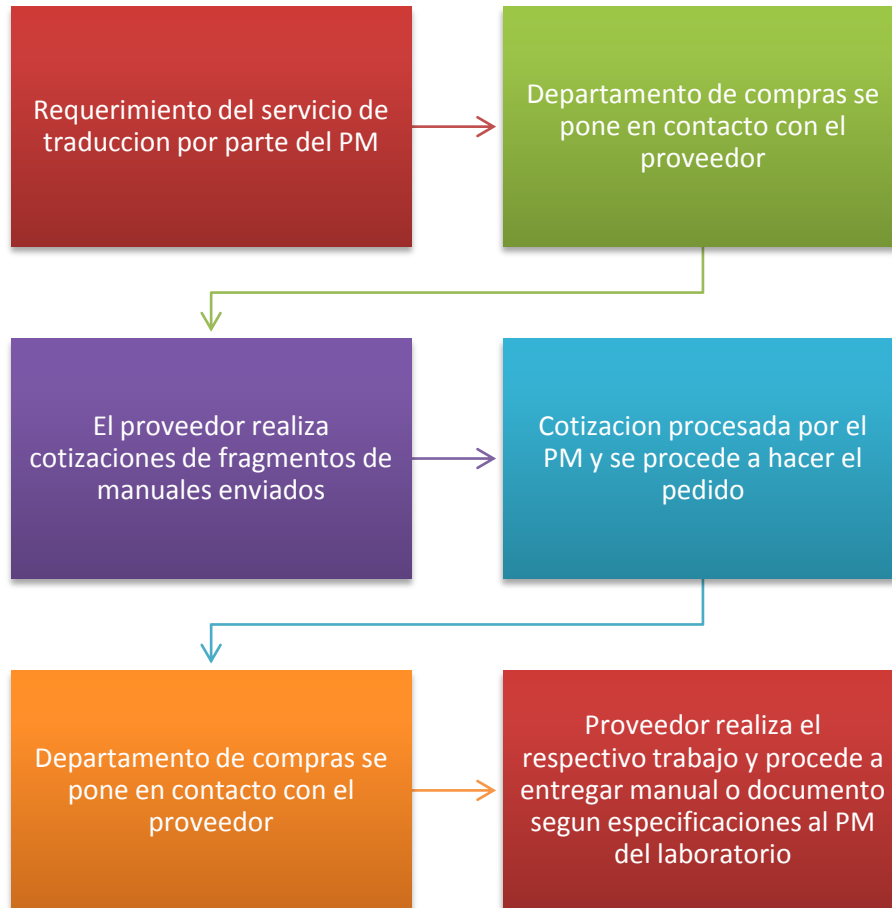 Requerimiento del servicio de
traduccion por parte del PM
Departamento de compras se
pone en contacto con el
proveedor
El proveedor realiza
cotizaciones de fragmentos de
manuales enviados
Cotizacion procesada por el
PM y se procede a hacer el
pedido
Departamento de compras se
pone en contacto con el
proveedor
Proveedor realiza el
respectivo trabajo y procede a
entregar manual o documento
segun especificaciones al PM
del laboratorio